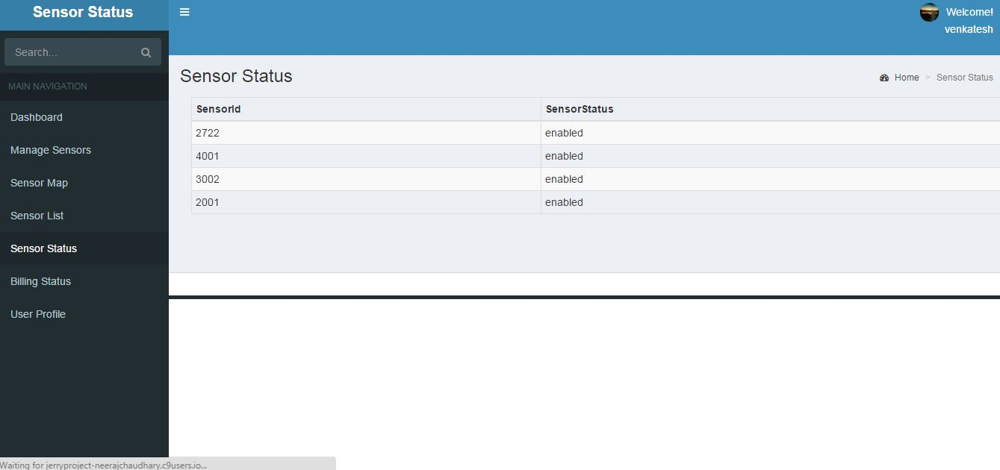 Sensor Status
Welcome!
venkatesh
Search...
MAIN NAVIGATION
Dashboard
Manage Sensors
Sensor Map
Sensor List
Sensor Status
Billing Status
User Profile
Sensor Status
Home > Sensor Status
SensorId SensorStatus
2722 enabled
4001 enabled
3002 enabled
2001 enabled
Waiting for jerryproject-neerajchaudhary.c9users.io...